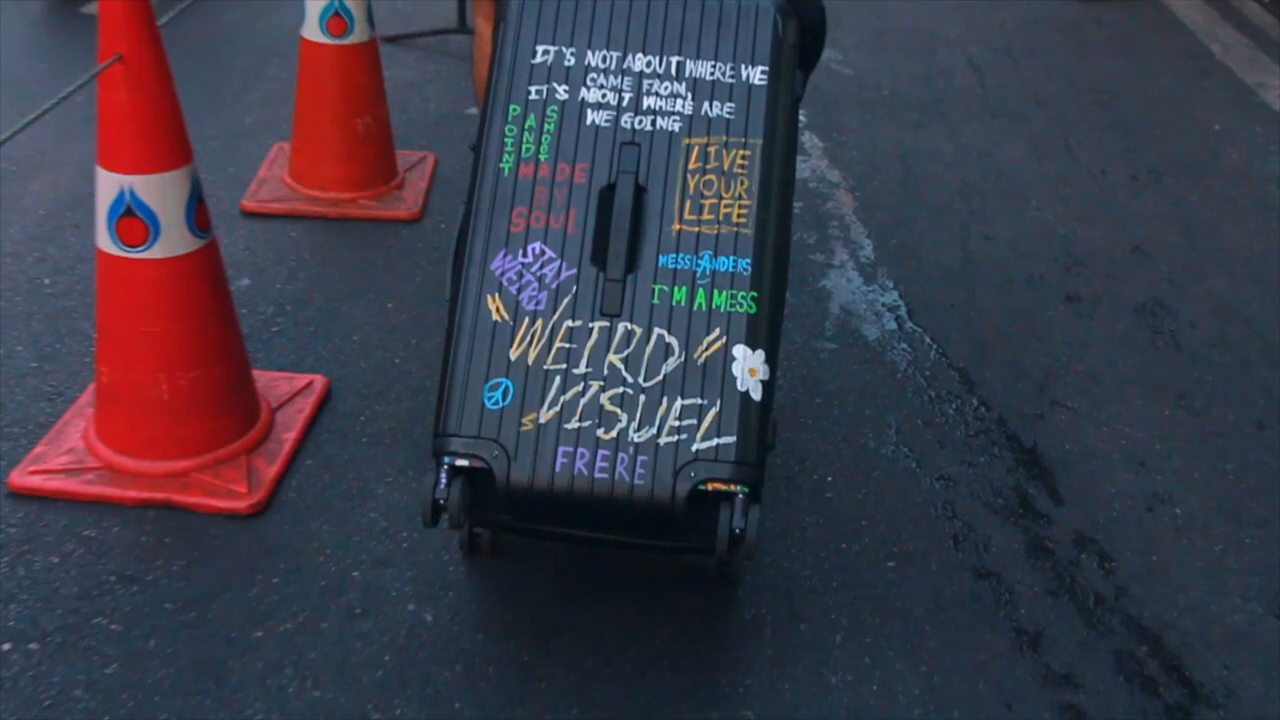 IT'S NOT ABOUT WHERE WE
CAME FROM,
IT'S ABOUT WHERE ARE
WE GOING
POINT
AND
SHOOT
MADE
BY
SOUL
LIVE
YOUR
LIFE
STAY
WEIRD
MESSLANDERS
I'M A MESS
"WEIRD"
VISUEL
FRER'E